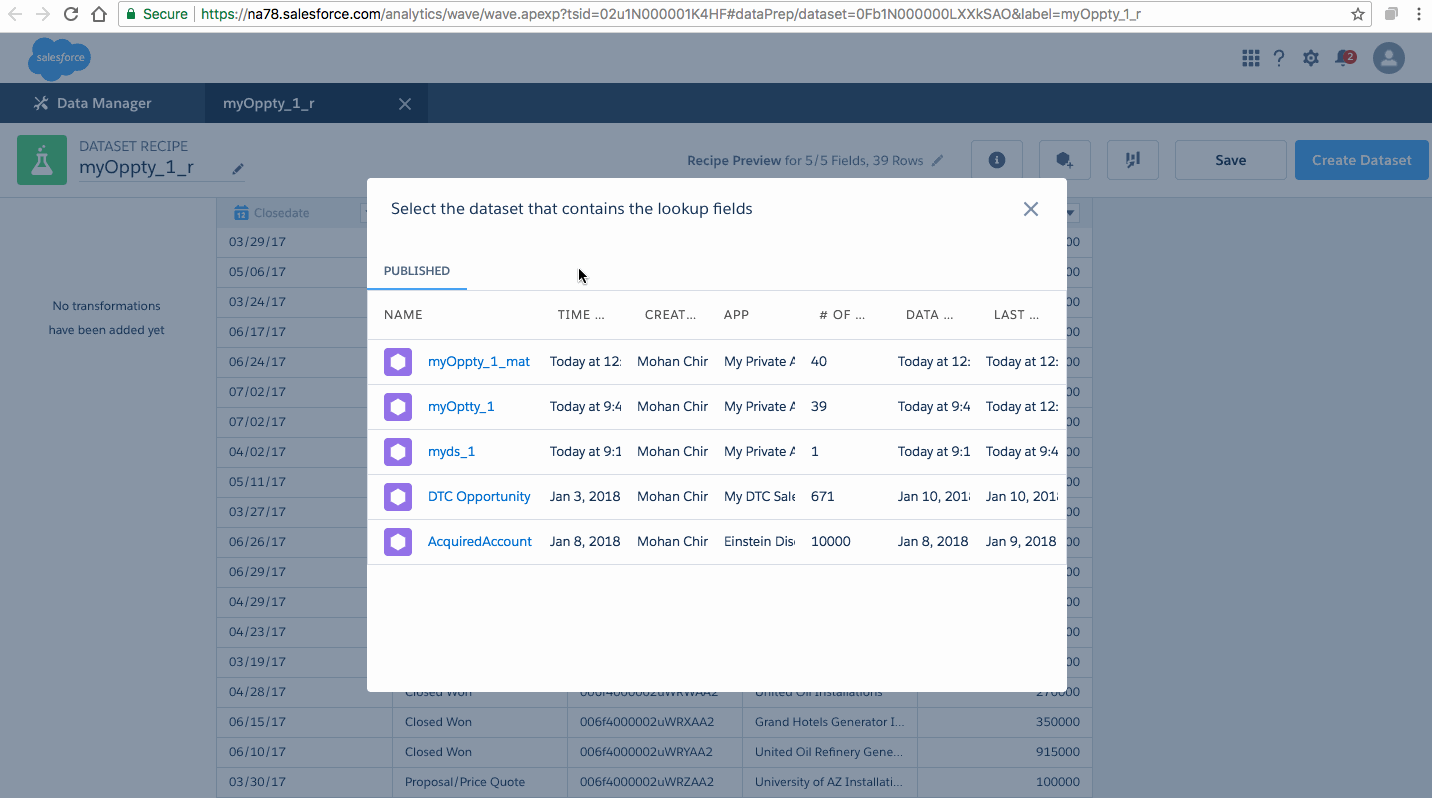 Secure https://na78.salesforce.com/analytics/wave/wave.apexp?tsid=02u1N000001K4HF#dataPrep/dataset=0Fb1N000000LXXkSAO&label=myOppty_1_r
salesforce
2
Data Manager myOppty_1_r
DATASET RECIPE
myOppty_1_r
Recipe Preview for 5/5 Fields, 39 Rows
Save
Create Dataset
Select the dataset that contains the lookup fields
12 Closedate
03/29/17
05/06/17
PUBLISHED
03/24/17
No transformations
have been added yet
NAME TIME ... CREAT... APP # OF ... DATA ... LAST ...
06/17/17
06/24/17
myOppty_1_mat Today at 12: Mohan Chir My Private A 40 Today at 12: Today at 12:
07/02/17
myOptty_1 Today at 9:4 Mohan Chir My Private A 39 Today at 9:4 Today at 12:
07/02/17
04/02/17
myds_1 Today at 9:1 Mohan Chir My Private A 1 Today at 9:1 Today at 9:4
05/11/17
DTC Opportunity Jan 3, 2018 Mohan Chir My DTC Sale 671 Jan 10, 201 Jan 10, 201
03/27/17
06/26/17
AcquiredAccount Jan 8, 2018 Mohan Chir Einstein Dis 10000 Jan 8, 2018 Jan 9, 2018
06/29/17
04/29/17
04/23/17
03/19/17
04/28/17 Closed Won 006f4000002uWRWAA2 United Oil Installations 270000
06/15/17 Closed Won 006f4000002uWRXAA2 Grand Hotels Generator I... 350000
06/10/17 Closed Won 006f4000002uWRYAA2 United Oil Refinery Gene... 915000
03/30/17 Proposal/Price Quote 006f4000002uWRZAA2 University of AZ Installati... 100000